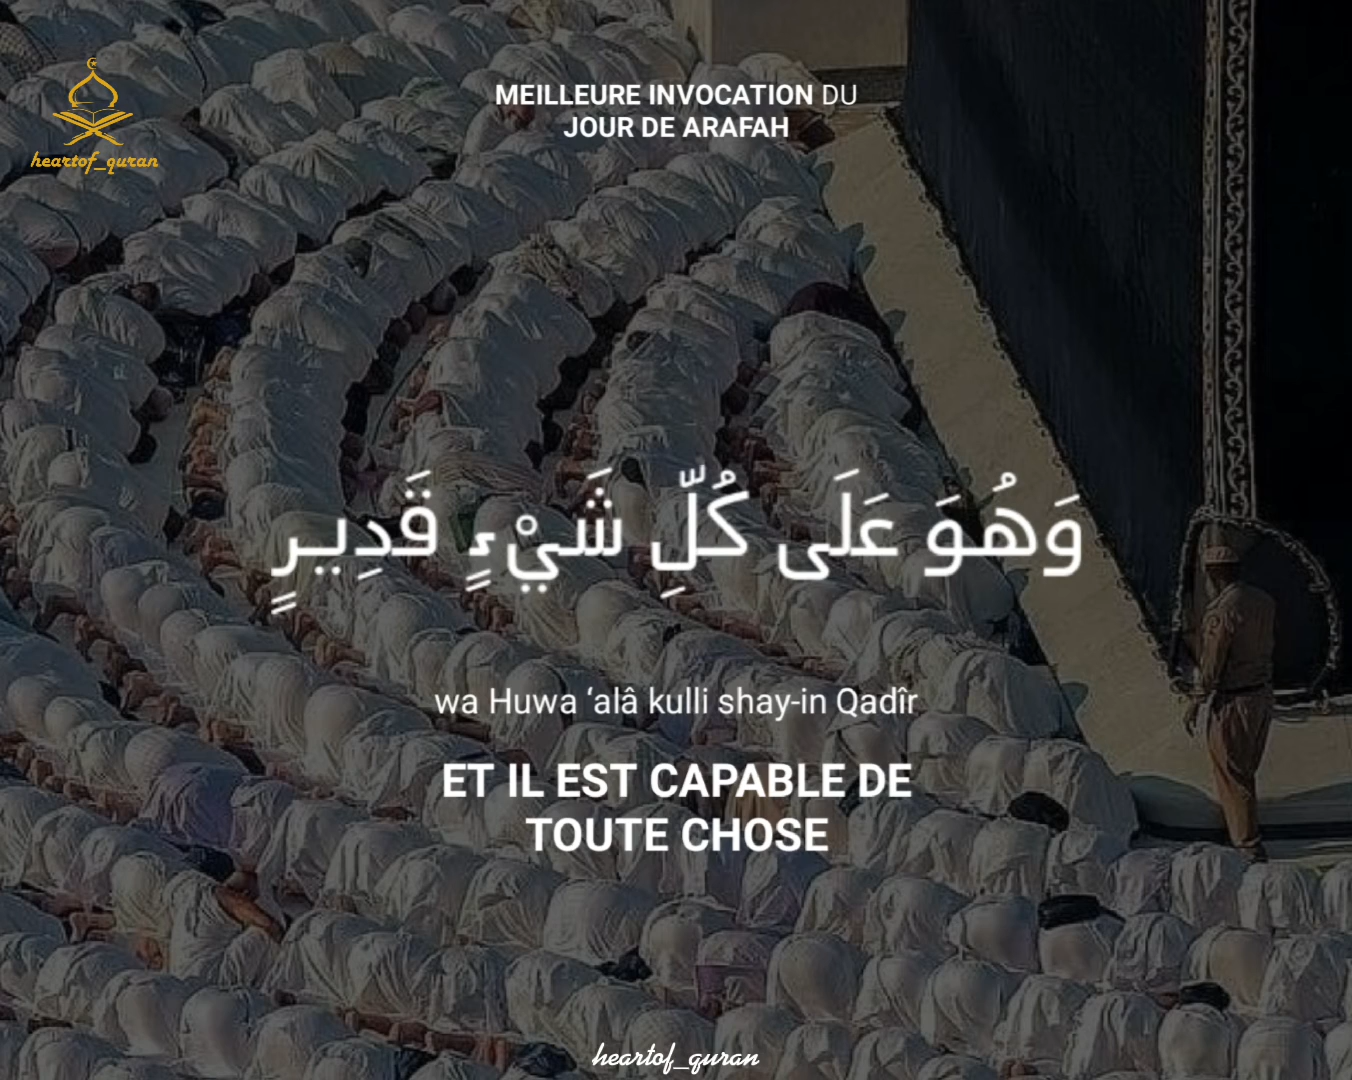 heartof_quran
MEILLEURE INVOCATION DU
JOUR DE ARAFAH
وَهُوَ عَلَى كُلِّ شَيْءٍ قَدِيرٍ
wa Huwa ‘alâ kulli shay-in Qadîr
ET IL EST CAPABLE DE
TOUTE CHOSE
heartof_quran